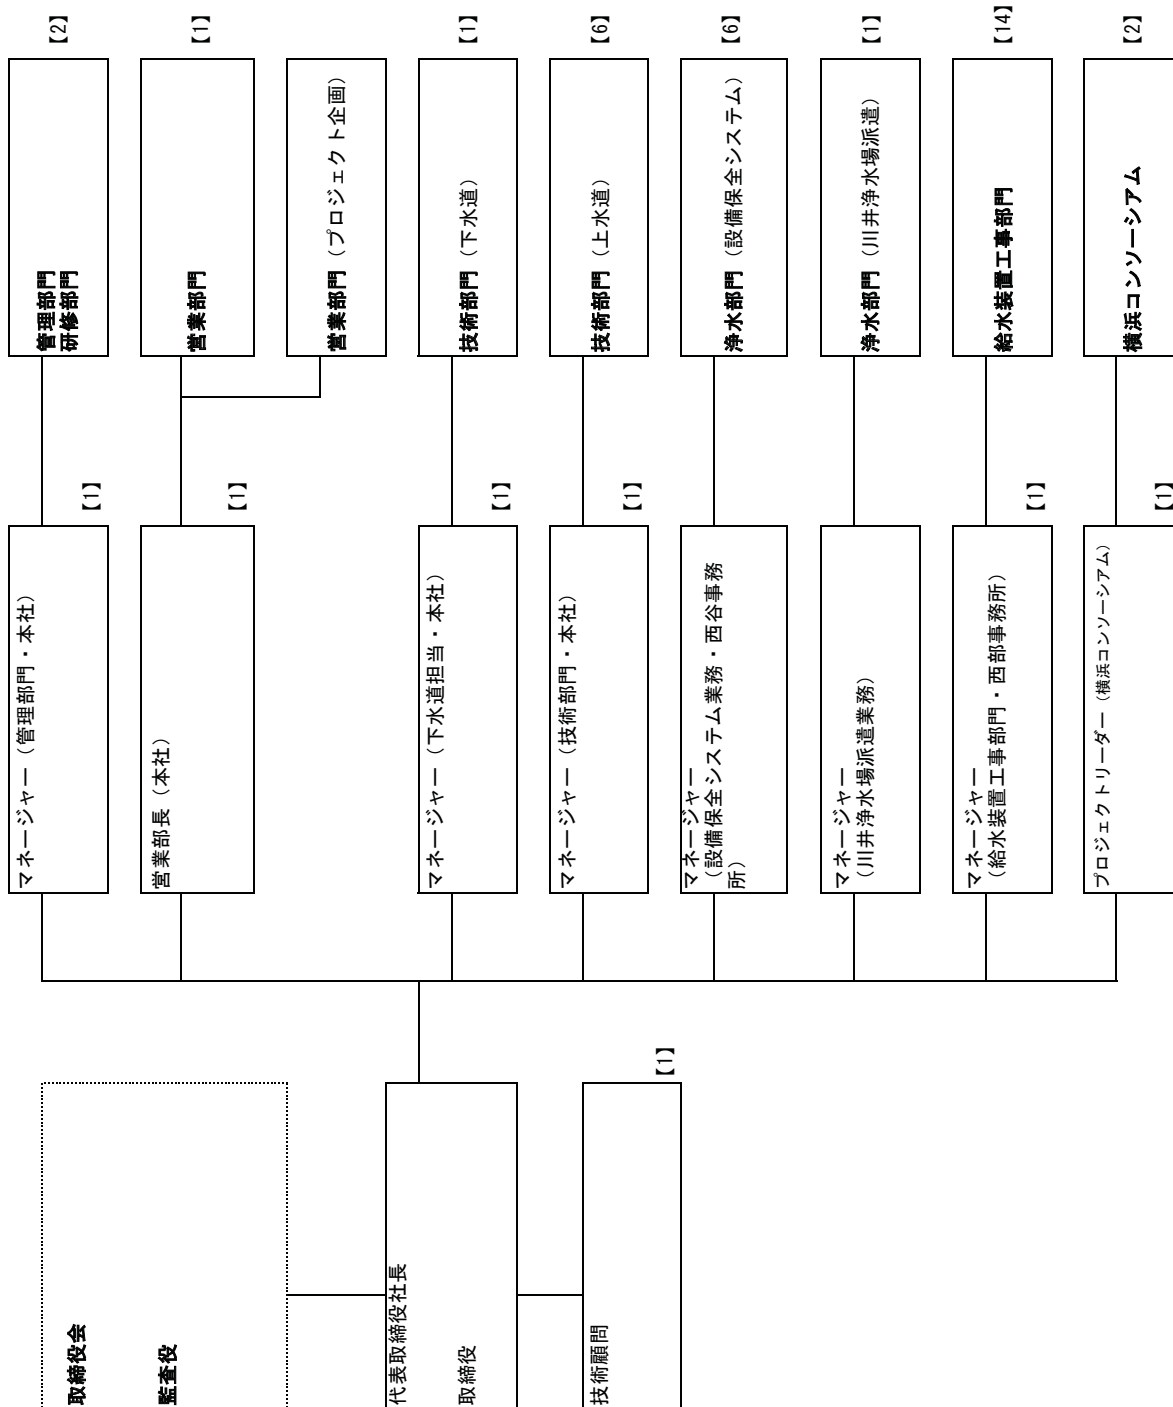 取締役会
監査役
代表取締役社長
取締役
技術顧問
【1】
マネージャー（管理部門・本社）
【1】
営業部長（本社）
【1】
マネージャー（下水道担当・本社）
【1】
マネージャー（技術部門・本社）
【1】
マネージャー
（設備保全システム業務・西谷事務
所）
マネージャー
（川井浄水場派遣業務）
マネージャー
（給水装置工事部門・西部事務所）
【1】
プロジェクトリーダー（横浜コンソーシアム）
【1】
管理部門
研修部門
【2】
営業部門
【1】
営業部門（プロジェクト企画）
技術部門（下水道）
【1】
技術部門（上水道）
【6】
浄水部門（設備保全システム）
【6】
浄水部門（川井浄水場派遣）
【1】
給水装置工事部門
【14】
横浜コンソーシアム
【2】